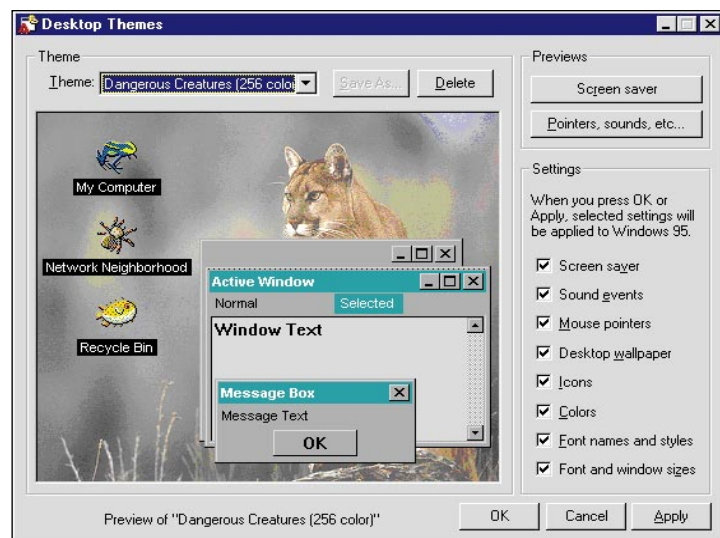 Desktop Themes
Theme
Theme: Dangerous Creatures (256 color
Save As...
Delete
My Computer
Network Neighborhood
Recycle Bin
Active Window
Normal Selected
Window Text
Message Box
Message Text
OK
Preview of "Dangerous Creatures (256 color)"
Previews
Screen saver
Pointers, sounds, etc...
Settings
When you press OK or
Apply, selected settings will
be applied to Windows 95.
Screen saver
Sound events
Mouse pointers
Desktop wallpaper
Icons
Colors
Font names and styles
Font and window sizes
OK Cancel Apply